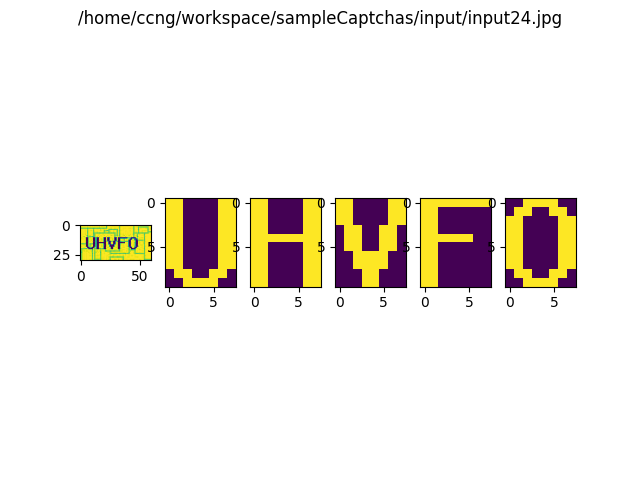 /home/ccng/workspace/sampleCaptchas/input/input24.jpg
0 25 0 50 UHVFO
0 5 0 5 U
0 5 0 5 H
0 5 0 5 V
0 5 0 5 F
0 5 0 5 O